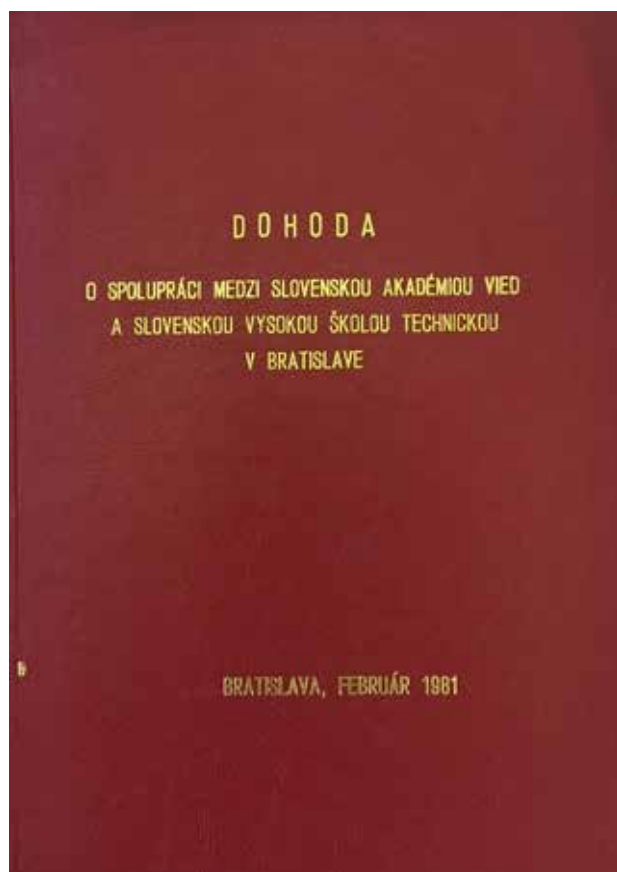 DOHODA
O SPOLUPRÁCI MEDZI SLOVENSKOU AKADÉMIOU VIED
A SLOVENSKOU VYSOKOU ŠKOLOU TECHNICKOU
V BRATISLAVE
BRATISLAVA, FEBRUÁR 1981